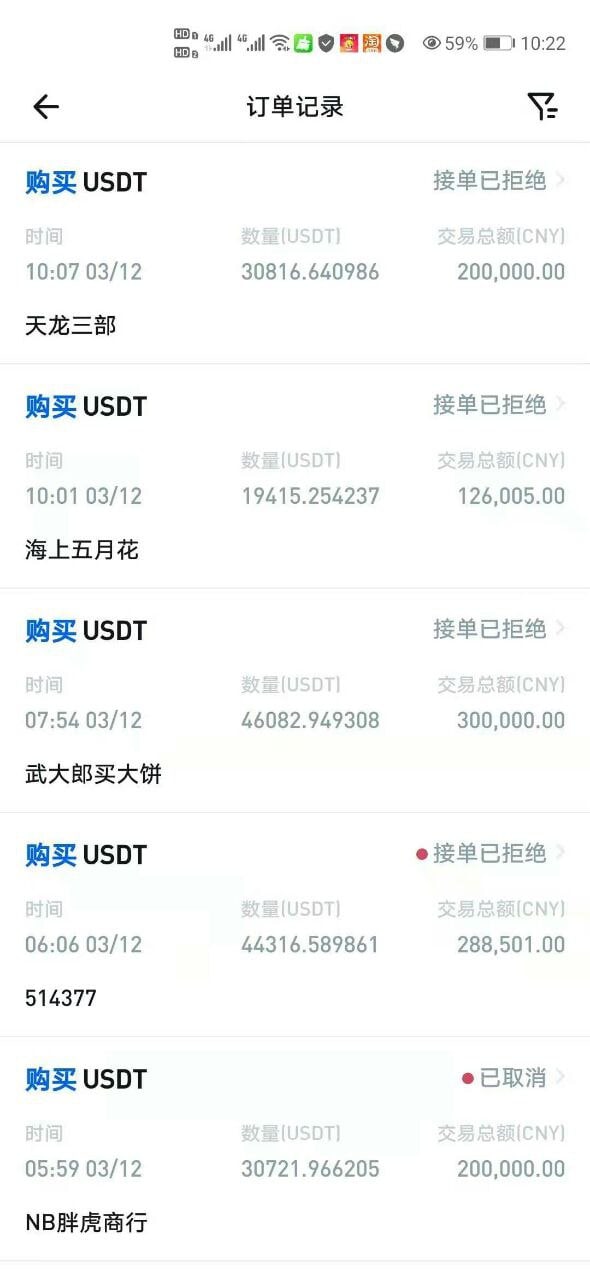 HD 1 4G 4G 59% 10:22
HD 2
订单记录
购买 USDT 接单已拒绝
时间 数量(USDT) 交易总额(CNY)
10:07 03/12 30816.640986 200,000.00
天龙三部
购买 USDT 接单已拒绝
时间 数量(USDT) 交易总额(CNY)
10:01 03/12 19415.254237 126,005.00
海上五月花
购买 USDT 接单已拒绝
时间 数量(USDT) 交易总额(CNY)
07:54 03/12 46082.949308 300,000.00
武大郎买大饼
购买 USDT 接单已拒绝
时间 数量(USDT) 交易总额(CNY)
06:06 03/12 44316.589861 288,501.00
514377
购买 USDT 已取消
时间 数量(USDT) 交易总额(CNY)
05:59 03/12 30721.966205 200,000.00
NB胖虎商行